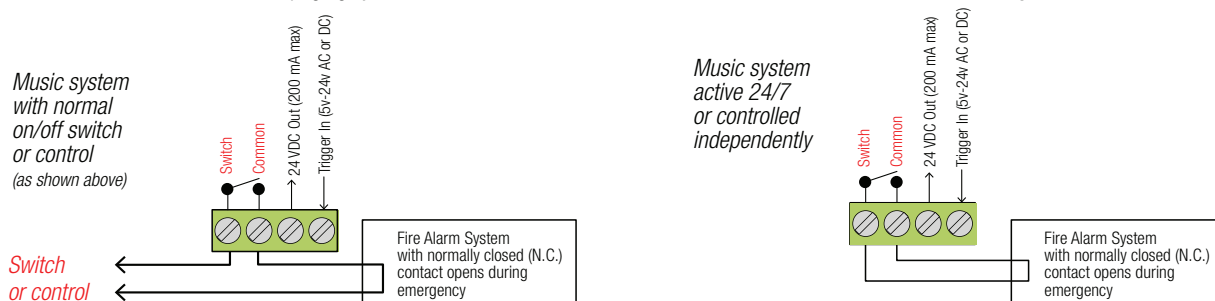 Music system
with normal
on/off switch
or control
(as shown above)
Switch
Common
24 VDC Out (200 mA max)
Trigger In (5v-24v AC or DC)
Fire Alarm System
with normally closed (N.C.)
contact opens during
emergency
Switch
or control
Music system
active 24/7
or controlled
independently
Switch
Common
24 VDC Out (200 mA max)
Trigger In (5v-24v AC or DC)
Fire Alarm System
with normally closed (N.C.)
contact opens during
emergency